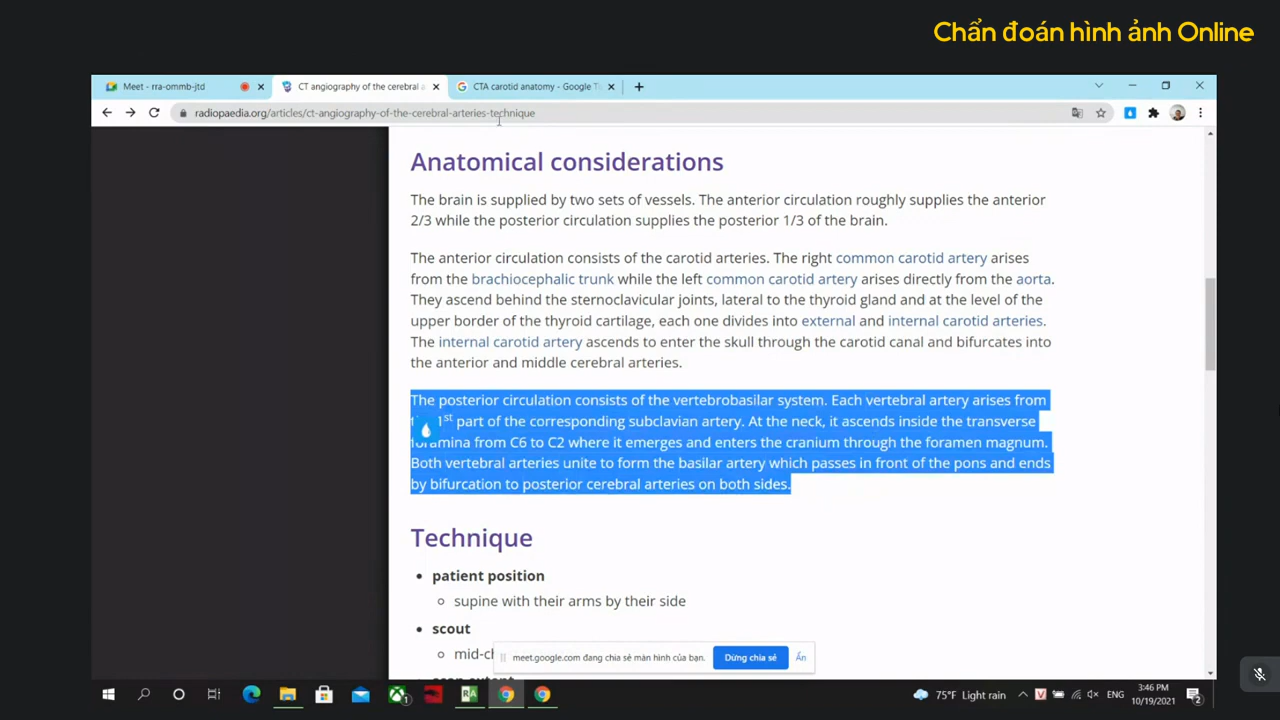 Chẩn đoán hình ảnh Online
Meet - rra-ommb-jtd
CT angiography of the cerebral a
CTA carotid anatomy - Google T
radiopaedia.org/articles/ct-angiography-of-the-cerebral-arteries-technique
Anatomical considerations
The brain is supplied by two sets of vessels. The anterior circulation roughly supplies the anterior
2/3 while the posterior circulation supplies the posterior 1/3 of the brain.
The anterior circulation consists of the carotid arteries. The right common carotid artery arises
from the brachiocephalic trunk while the left common carotid artery arises directly from the aorta.
They ascend behind the sternoclavicular joints, lateral to the thyroid gland and at the level of the
upper border of the thyroid cartilage, each one divides into external and internal carotid arteries.
The internal carotid artery ascends to enter the skull through the carotid canal and bifurcates into
the anterior and middle cerebral arteries.
The posterior circulation consists of the vertebrobasilar system. Each vertebral artery arises from
1st part of the corresponding subclavian artery. At the neck, it ascends inside the transverse
foramina from C6 to C2 where it emerges and enters the cranium through the foramen magnum.
Both vertebral arteries unite to form the basilar artery which passes in front of the pons and ends
by bifurcation to posterior cerebral arteries on both sides.
Technique
• patient position
supine with their arms by their side
• scout
mid-ch
meet.google.com đang chia sẻ màn hình của bạn.
Dừng chia sẻ
Ẩn
75°F Light rain
ENG
3:46 PM
10/19/2021